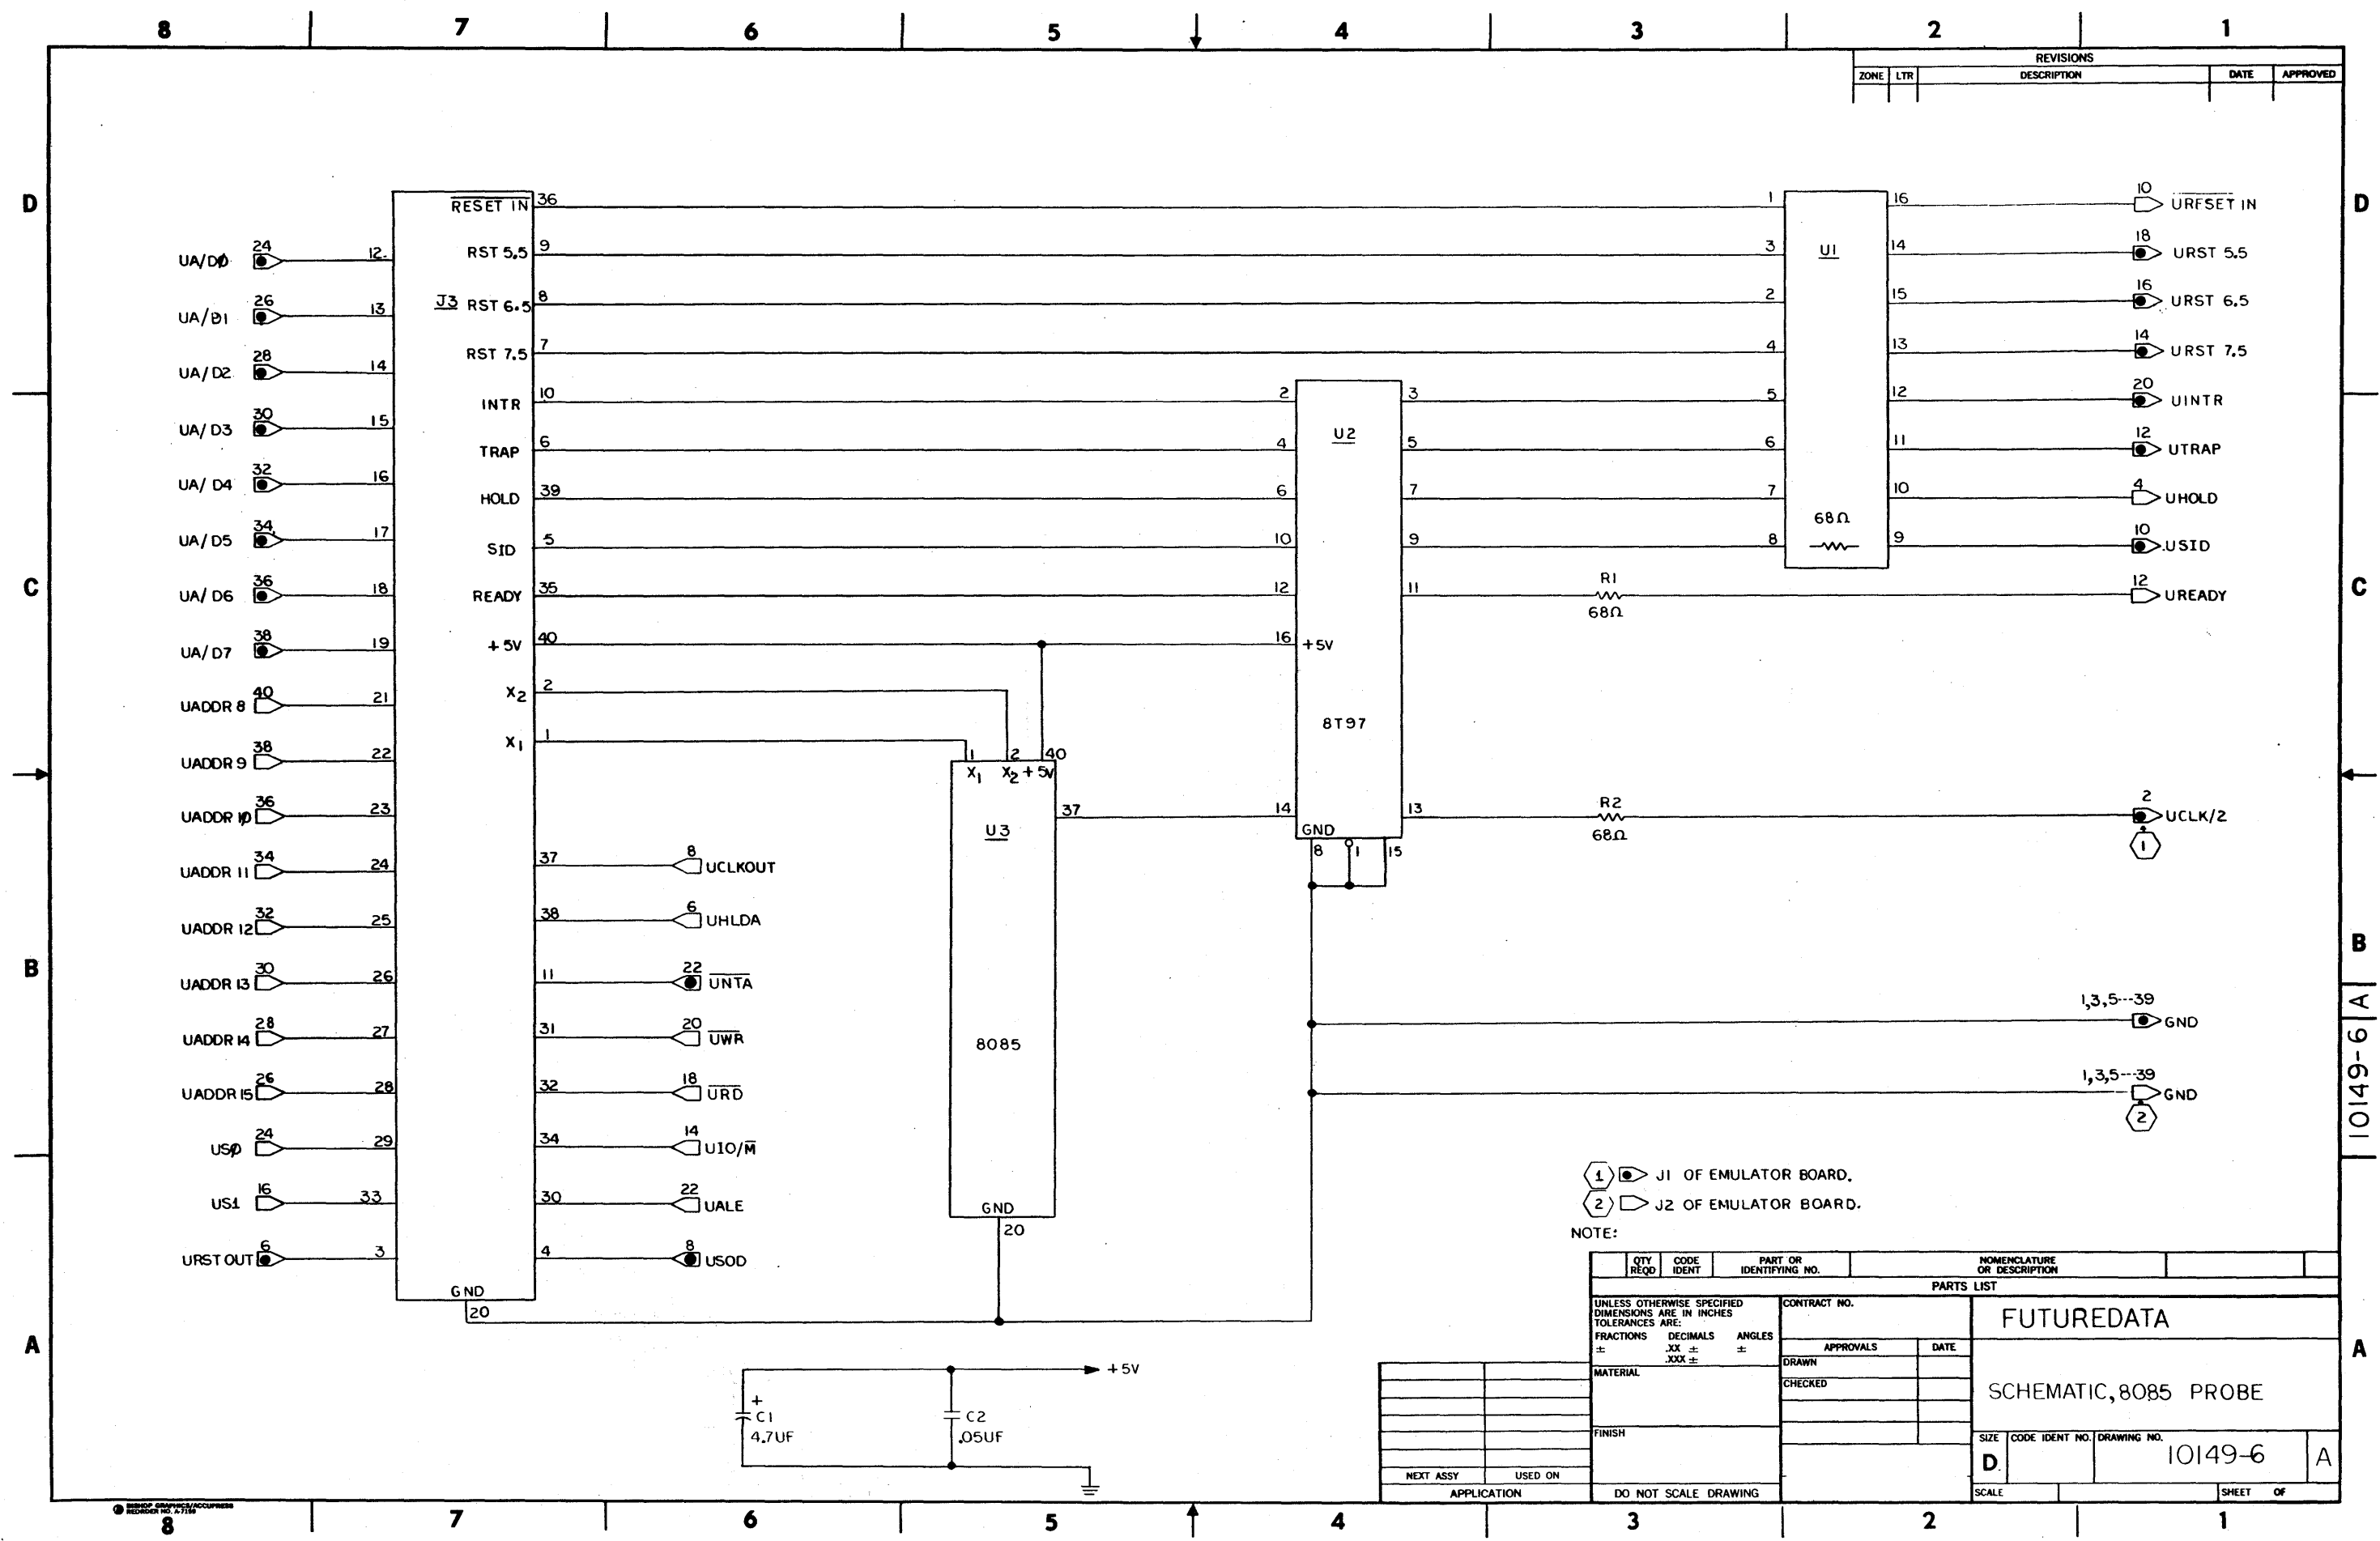 8 7 6 5 4 3 2 1
REVISIONS
ZONE LTR DESCRIPTION DATE APPROVED
D D
RESET IN 36 1 16 10 URFSET IN
UA/DØ 24 12 RST 5.5 9 3 U1 14 18 URST 5.5
UA/D1 26 13 J3 RST 6.5 8 2 15 16 URST 6.5
UA/D2 28 14 RST 7.5 7 4 13 14 URST 7.5
INTR 10 2 3 5 12 20 UINTR
UA/D3 30 15 TRAP 6 4 U2 5 6 11 12 UTRAP
UA/D4 32 16 HOLD 39 6 7 7 10 4 UHOLD
68Ω
UA/D5 34 17 SID 5 10 9 8 9 10 USID
C C
UA/D6 36 18 READY 35 12 11 R1 68Ω 12 UREADY
UA/D7 38 19 +5V 40 16 +5V
UADDR 8 40 21 X2 2
8T97
X1 1
UADDR 9 38 22 1 2 40
X1 X2 +5V
UADDR 1Ø 36 23 U3 37 14 13 R2 68Ω 2 UCLK/2
GND
8 1 15 1
UADDR 11 34 24 37 8 UCLKOUT
UADDR 12 32 25 38 6 UHLDA
B B
UADDR 13 30 26 11 22 UNTA
1,3,5---39
GND
UADDR 14 28 27 31 20 UWR 8085
UADDR 15 26 28 32 18 URD
1,3,5---39
GND
2
10149-6 A
USØ 24 29 34 14 UIO/M
US1 16 33 30 22 UALE
GND
20
URST OUT 6 3 4 8 USOD
GND
20
1 J1 OF EMULATOR BOARD.
2 J2 OF EMULATOR BOARD.
NOTE:
A A
+5V
+
C1
4.7UF
C2
.05UF
QTY REQD CODE IDENT PART OR IDENTIFYING NO. NOMENCLATURE OR DESCRIPTION
PARTS LIST
UNLESS OTHERWISE SPECIFIED
DIMENSIONS ARE IN INCHES
TOLERANCES ARE:
FRACTIONS DECIMALS ANGLES
± .XX ± ±
.XXX ±
MATERIAL
FINISH
DO NOT SCALE DRAWING
CONTRACT NO.
APPROVALS DATE
DRAWN
CHECKED
FUTUREDATA
SCHEMATIC, 8085 PROBE
SIZE CODE IDENT NO. DRAWING NO.
D 10149-6 A
SCALE SHEET OF
NEXT ASSY USED ON
APPLICATION
BISHOP GRAPHICS/ACCUPRESS
REORDER NO. A-7198
8 7 6 5 4 3 2 1